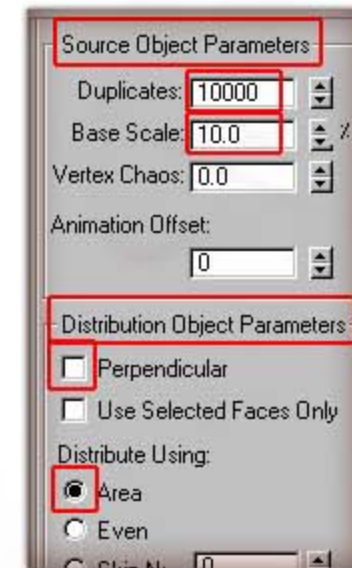 Source Object Parameters
Duplicates: 10000
Base Scale: 10.0 %
Vertex Chaos: 0.0
Animation Offset:
0
Distribution Object Parameters
Perpendicular
Use Selected Faces Only
Distribute Using:
Area
Even
0